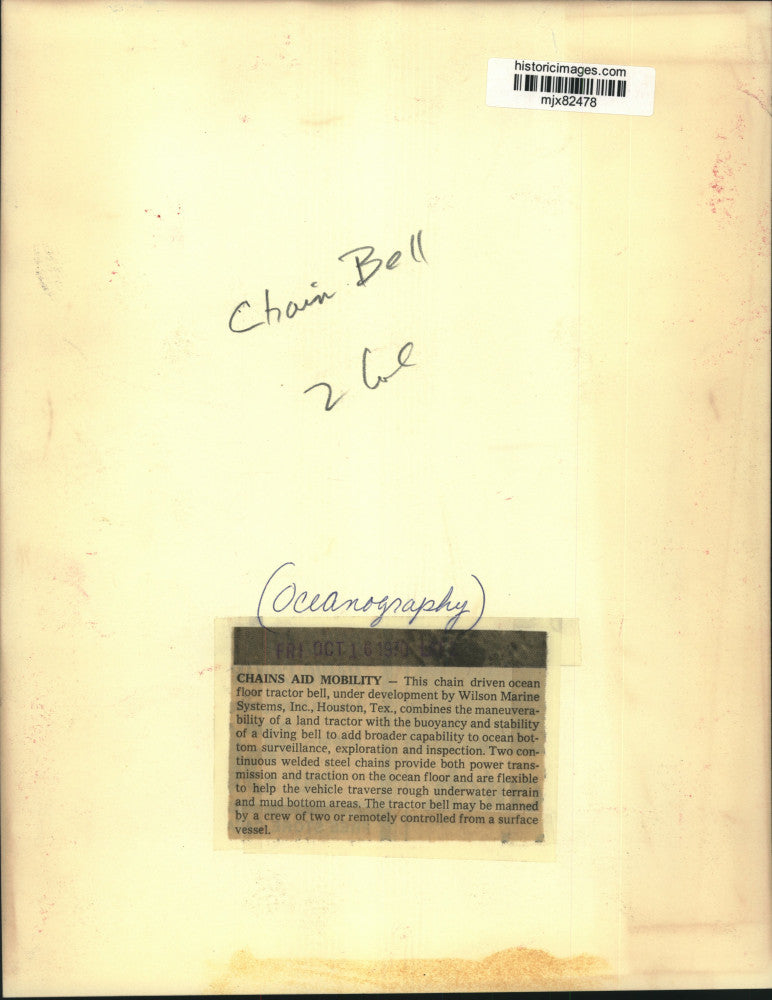 historicimages.com
mjx82478
Chain Bell
2 Col
(Oceanography)
FRI OCT 16 1970
CHAINS AID MOBILITY — This chain driven ocean
floor tractor bell, under development by Wilson Marine
Systems, Inc., Houston, Tex., combines the maneuvera-
bility of a land tractor with the buoyancy and stability
of a diving bell to add broader capability to ocean bot-
tom surveillance, exploration and inspection. Two con-
tinuous welded steel chains provide both power trans-
mission and traction on the ocean floor and are flexible
to help the vehicle traverse rough underwater terrain
and mud bottom areas. The tractor bell may be manned
by a crew of two or remotely controlled from a surface
vessel.